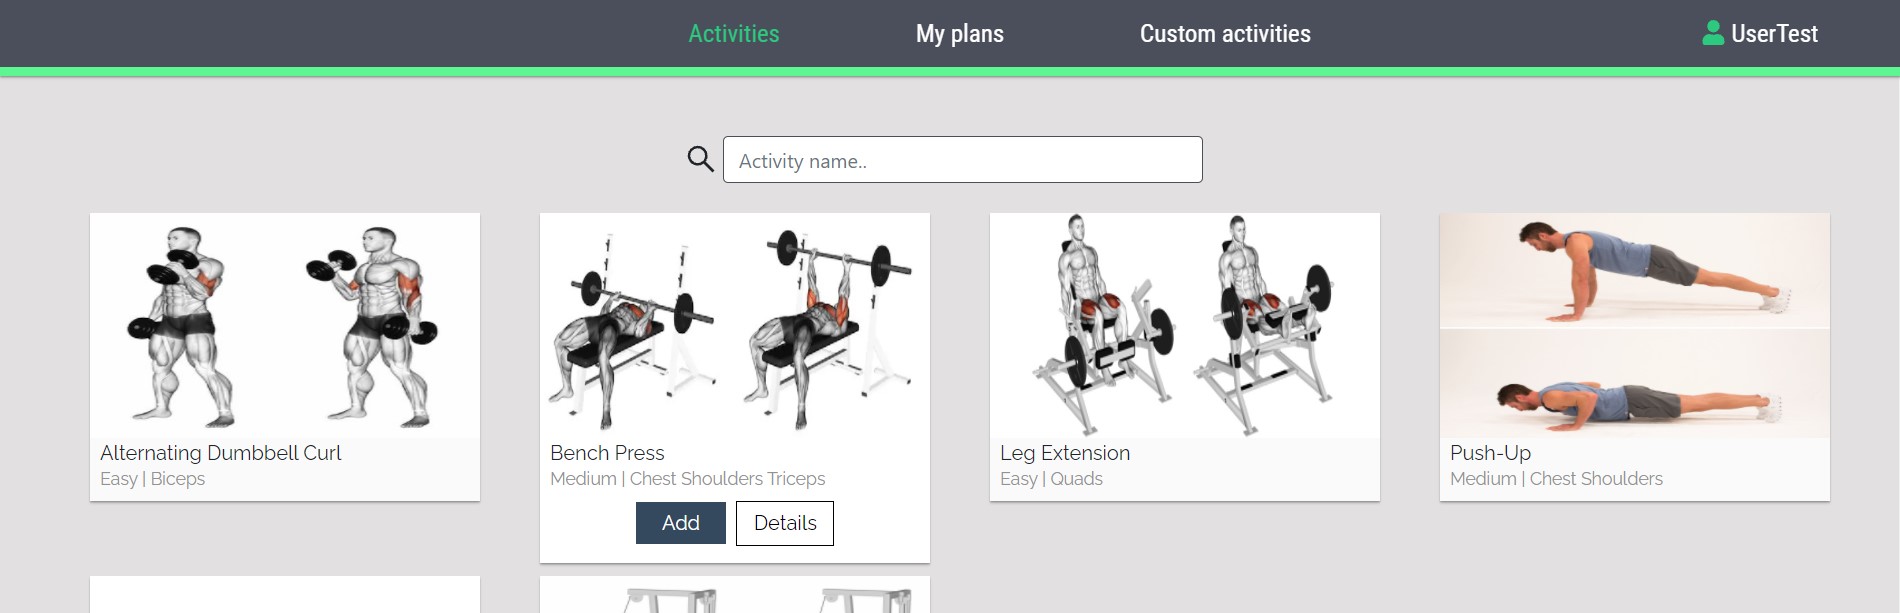 Activities
My plans
Custom activities
UserTest
Activity name..
Alternating Dumbbell Curl
Easy | Biceps
Bench Press
Medium | Chest Shoulders Triceps
Add
Details
Leg Extension
Easy | Quads
Push-Up
Medium | Chest Shoulders